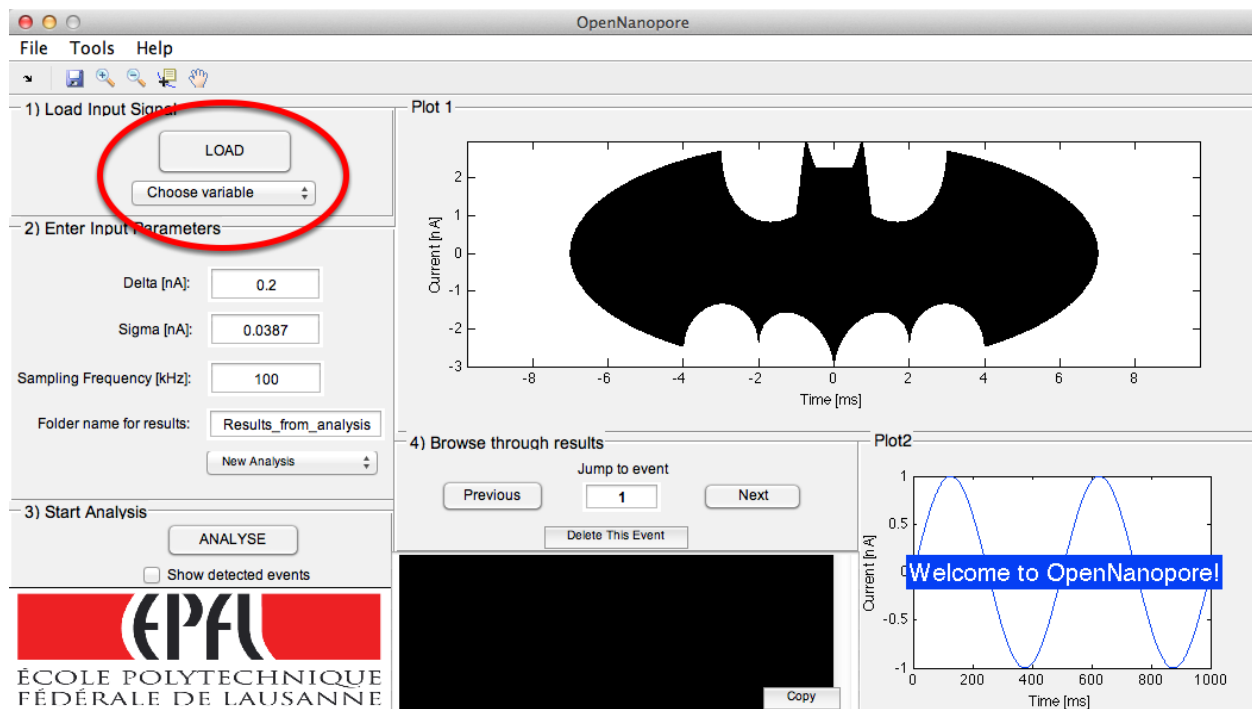 OpenNanopore
File Tools Help
1) Load Input Signal
LOAD
Choose variable
2) Enter Input Parameters
Delta [nA]: 0.2
Sigma [nA]: 0.0387
Sampling Frequency [kHz]: 100
Folder name for results: Results_from_analysis
New Analysis
3) Start Analysis
ANALYSE
Show detected events
EPFL
ÉCOLE POLYTECHNIQUE
FÉDÉRALE DE LAUSANNE
Plot 1
Current [nA]
2
1
0
-1
-2
-3
-8 -6 -4 -2 0 2 4 6 8
Time [ms]
4) Browse through results
Jump to event
Previous 1 Next
Delete This Event
Copy
Plot2
Current [nA]
1
0.5
0
Welcome to OpenNanopore!
-0.5
-1
0 200 400 600 800 1000
Time [ms]